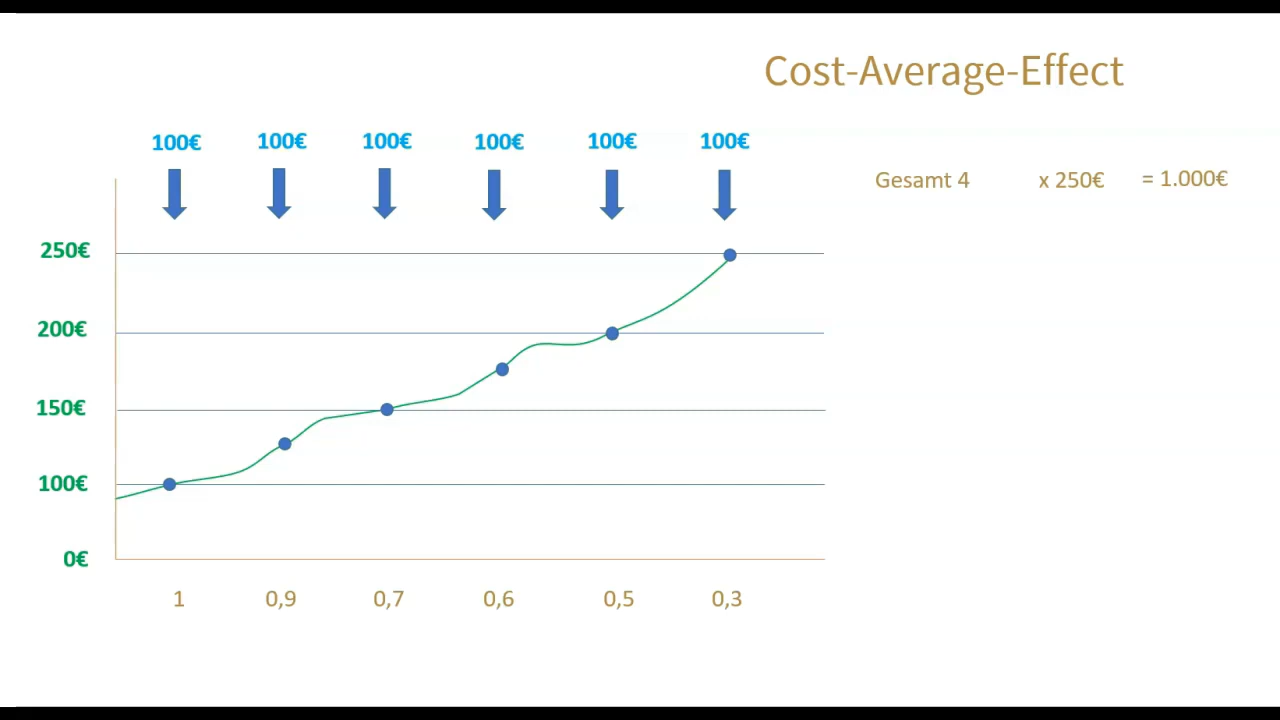 Cost-Average-Effect
100€ 100€ 100€ 100€ 100€ 100€
Gesamt 4 x 250€ = 1.000€
250€
200€
150€
100€
0€
1 0,9 0,7 0,6 0,5 0,3